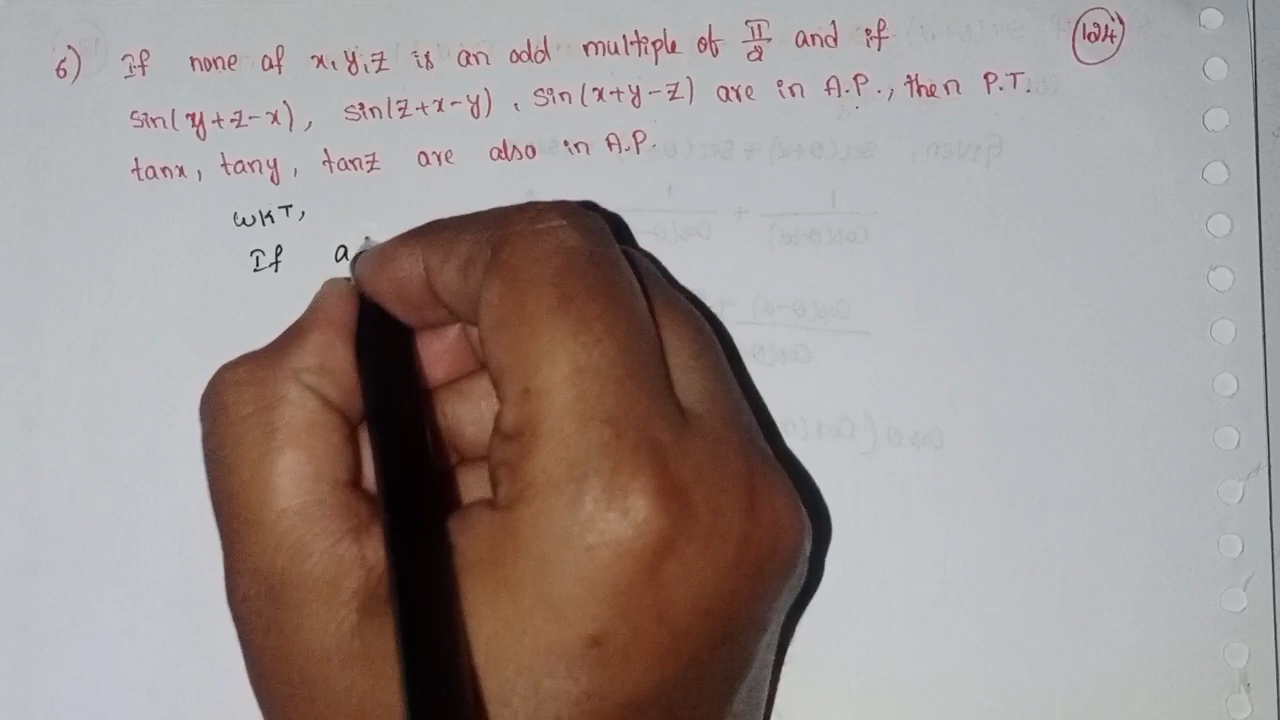 6) If none of x, y, z is an odd multiple of π/2 and if (124)
sin(y+z-x), sin(z+x-y), sin(x+y-z) are in A.P., then P.T.
tanx, tany, tanz are also in A.P.
WKT,
If a